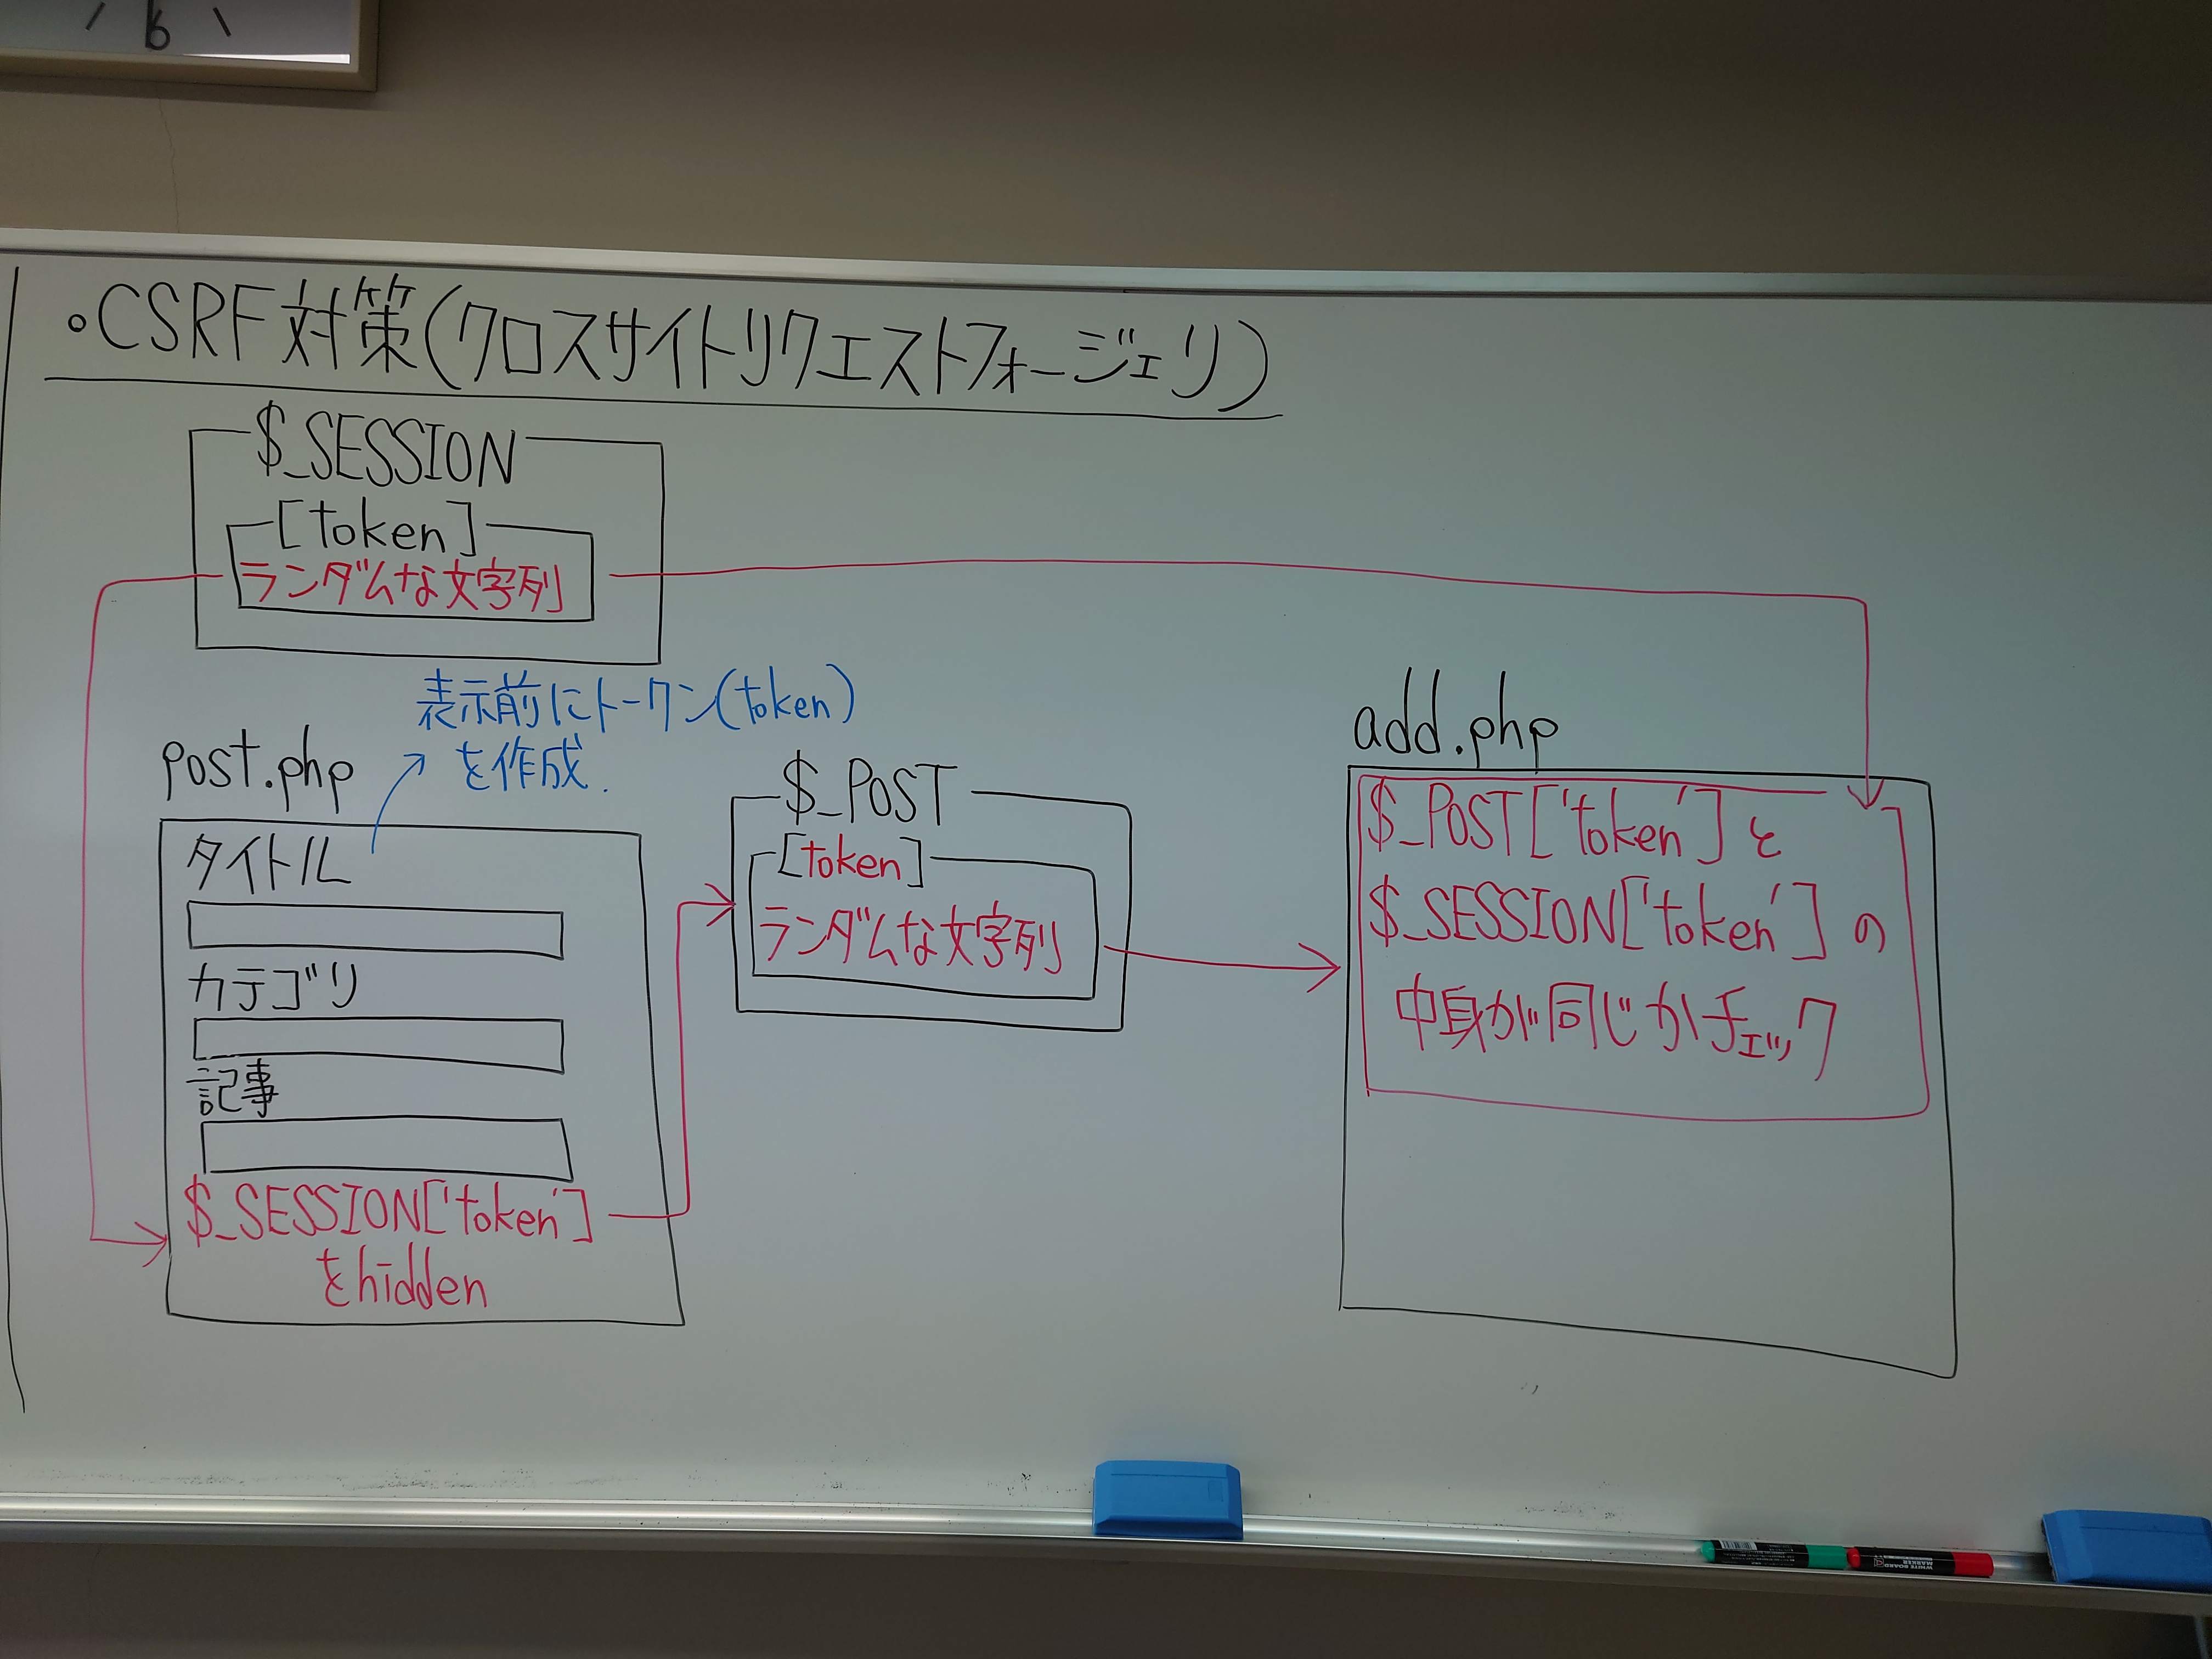 6
。CSRF対策(クロスサイトリクエストフォージェリ)
$_SESSION
[token]
ランダムな文字列
表示前にトークン(token)
を作成.
post.php
タイトル
カテゴリ
記事
$_SESSION['token']
をhidden
$_POST
[token]
ランダムな文字列
add.php
$_POST['token']と
$_SESSION['token']の
中身が同じかチェック
WHITE BOARD
MARKER